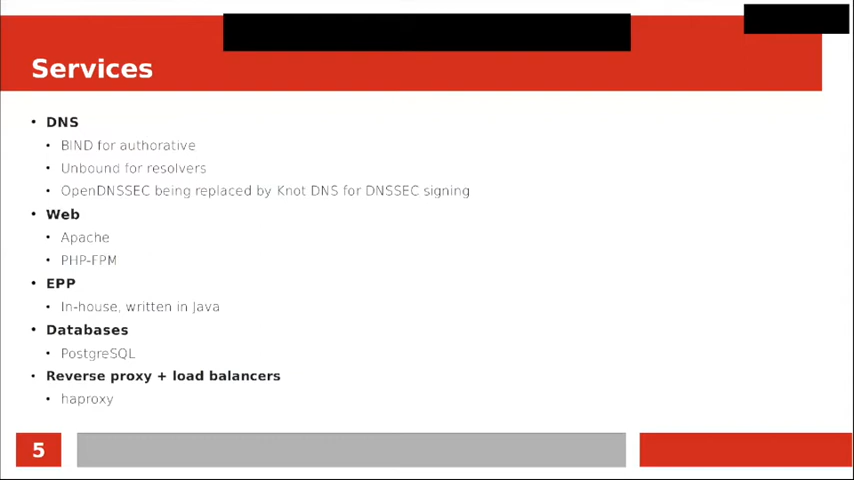 Services
• DNS
• BIND for authorative
• Unbound for resolvers
• OpenDNSSEC being replaced by Knot DNS for DNSSEC signing
• Web
• Apache
• PHP-FPM
• EPP
• In-house, written in Java
• Databases
• PostgreSQL
• Reverse proxy + load balancers
• haproxy
5